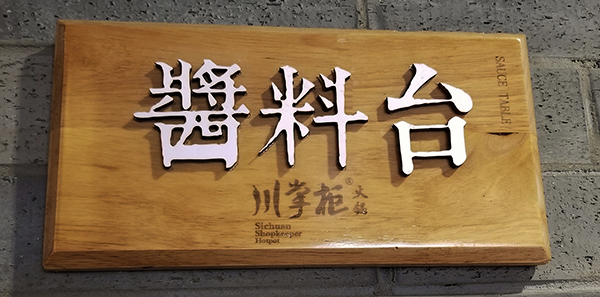 醬料台
SAUCE TABLE
川掌柜®火锅
Sichuan
Shopkeeper
Hotpot